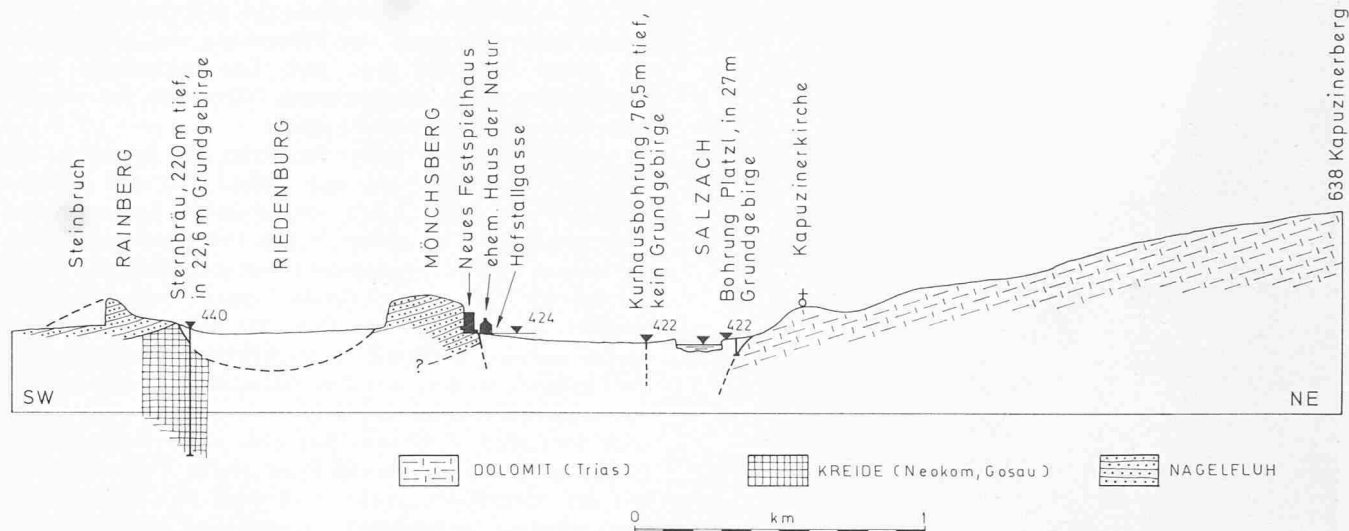 Steinbruch
RAINBERG
Sternbräu, 220m tief,
in 22,6m Grundgebirge
440
RIEDENBURG
MÖNCHSBERG
Neues Festspielhaus
ehem. Haus der Natur
Hofstallgasse
424
Kurhausbohrung, 76,5m tief,
kein Grundgebirge
422
SALZACH
422
Bohrung Platzl, in 27m
Grundgebirge
Kapuzinerkirche
638 Kapuzinerberg
?
SW
NE
DOLOMIT (Trias)
KREIDE (Neokom, Gosau)
NAGELFLUH
0 km 1